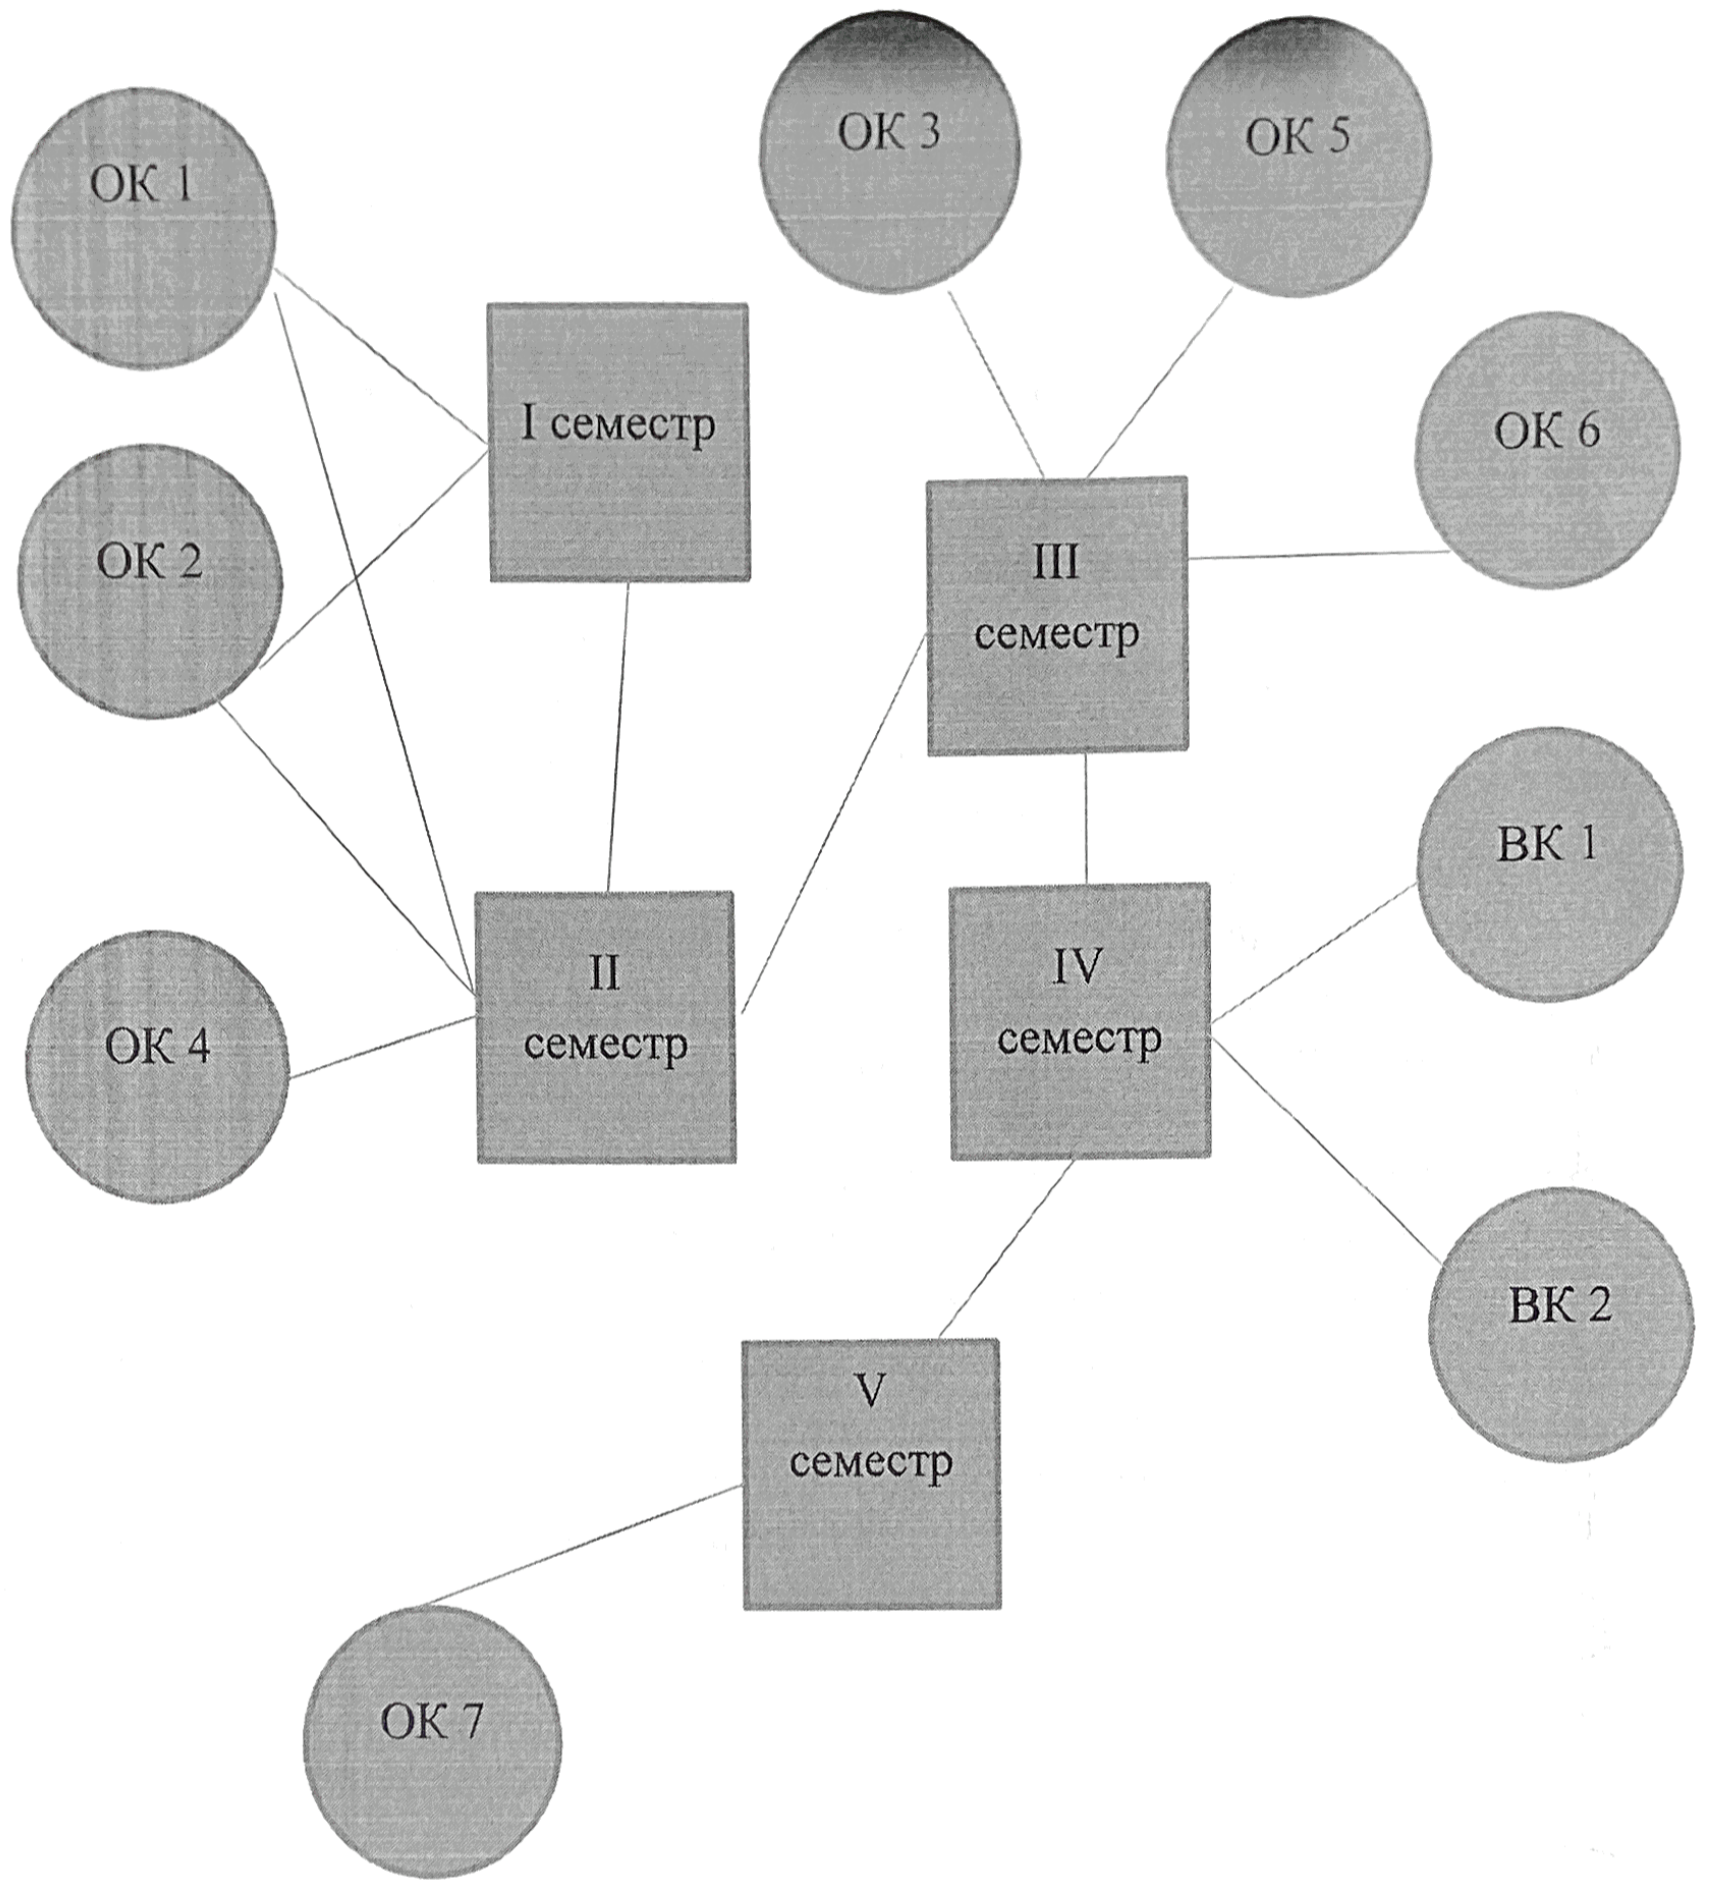 ОК 3
ОК 5
ОК 1
I семестр
ОК 6
ОК 2
III
семестр
ВК 1
II
семестр
IV
семестр
ОК 4
ВК 2
V
семестр
ОК 7